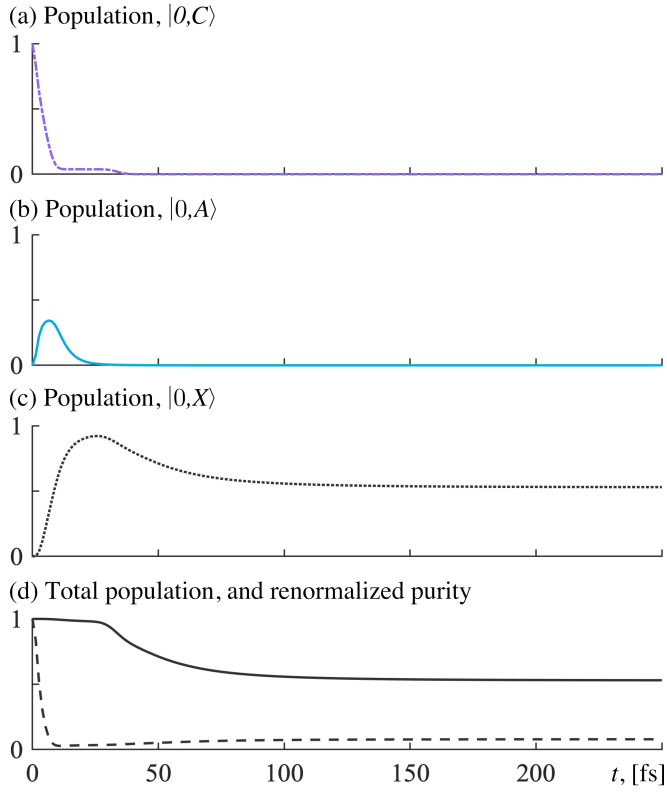 (a) Population, |0,C⟩
1
0
(b) Population, |0,A⟩
1
0
(c) Population, |0,X⟩
1
0
(d) Total population, and renormalized purity
1
0
0 50 100 150 200 t, [fs]